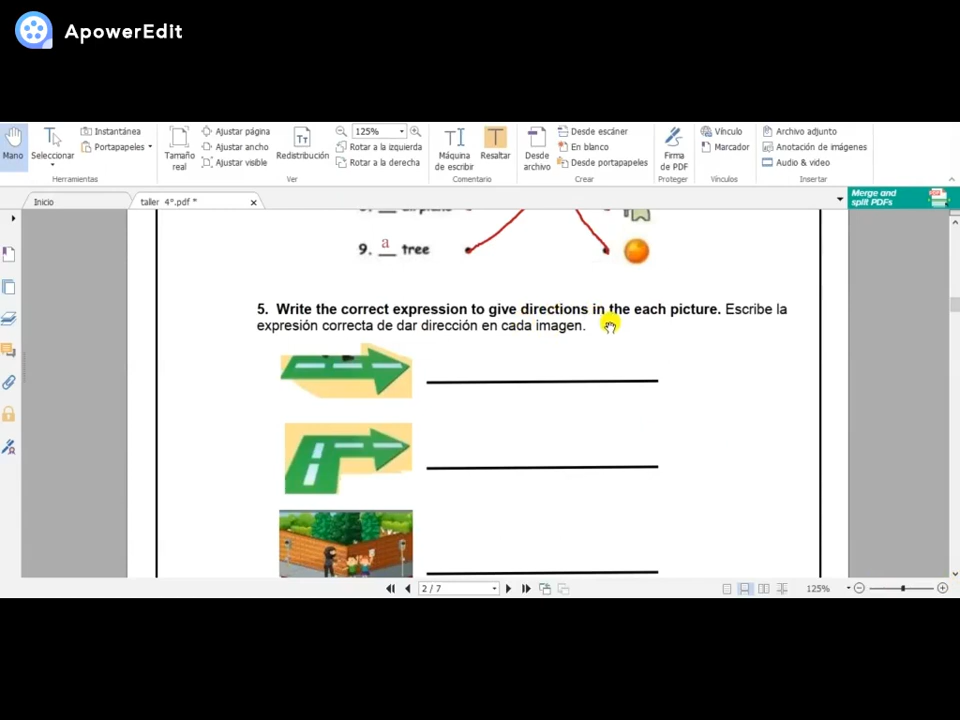 ApowerEdit
Mano
Seleccionar
Instantánea
Portapapeles
Herramientas
Tamaño real
Ajustar página
Ajustar ancho
Ajustar visible
Redistribución
125%
Rotar a la izquierda
Rotar a la derecha
Ver
Máquina de escribir
Resaltar
Comentario
Desde archivo
Desde escáner
En blanco
Desde portapapeles
Crear
Firma de PDF
Proteger
Vínculo
Marcador
Vínculos
Archivo adjunto
Anotación de imágenes
Audio & video
Insertar
Inicio
taller 4°.pdf *
Merge and split PDFs
9. a tree
5. Write the correct expression to give directions in the each picture. Escribe la
expresión correcta de dar dirección en cada imagen.
2 / 7
125%